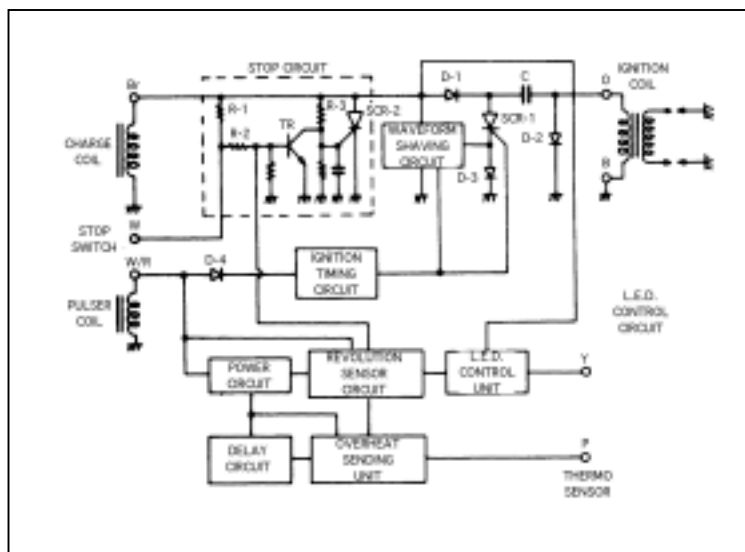 STOP CIRCUIT
Br
CHARGE
COIL
R-1
R-2
TR
R-3
SCR-2
D-1
C
SCR-1
WAVEFORM
SHAVING
CIRCUIT
D-3
D-2
IGNITION
COIL
B
STOP
SWITCH
W
W/R
PULSER
COIL
D-4
IGNITION
TIMING
CIRCUIT
L.E.D.
CONTROL
CIRCUIT
POWER
CIRCUIT
REVOLUTION
SENSOR
CIRCUIT
L.E.D.
CONTROL
UNIT
Y
DELAY
CIRCUIT
OVERHEAT
SENDING
UNIT
P
THERMO
SENSOR